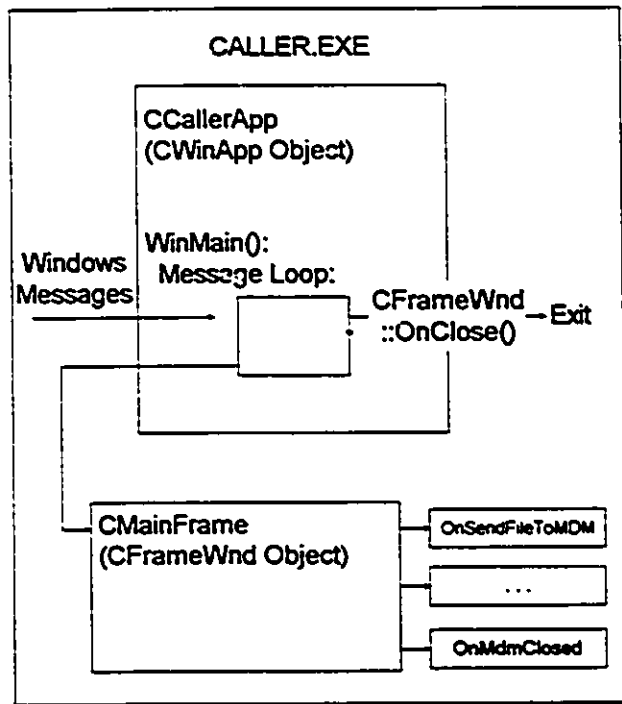 CALLER.EXE
CCallerApp
(CWinApp Object)
WinMain():
Message Loop:
Windows
Messages
CFrameWnd
::OnClose()
Exit
CMainFrame
(CFrameWnd Object)
OnSendFileToMDM
...
OnMdmClosed